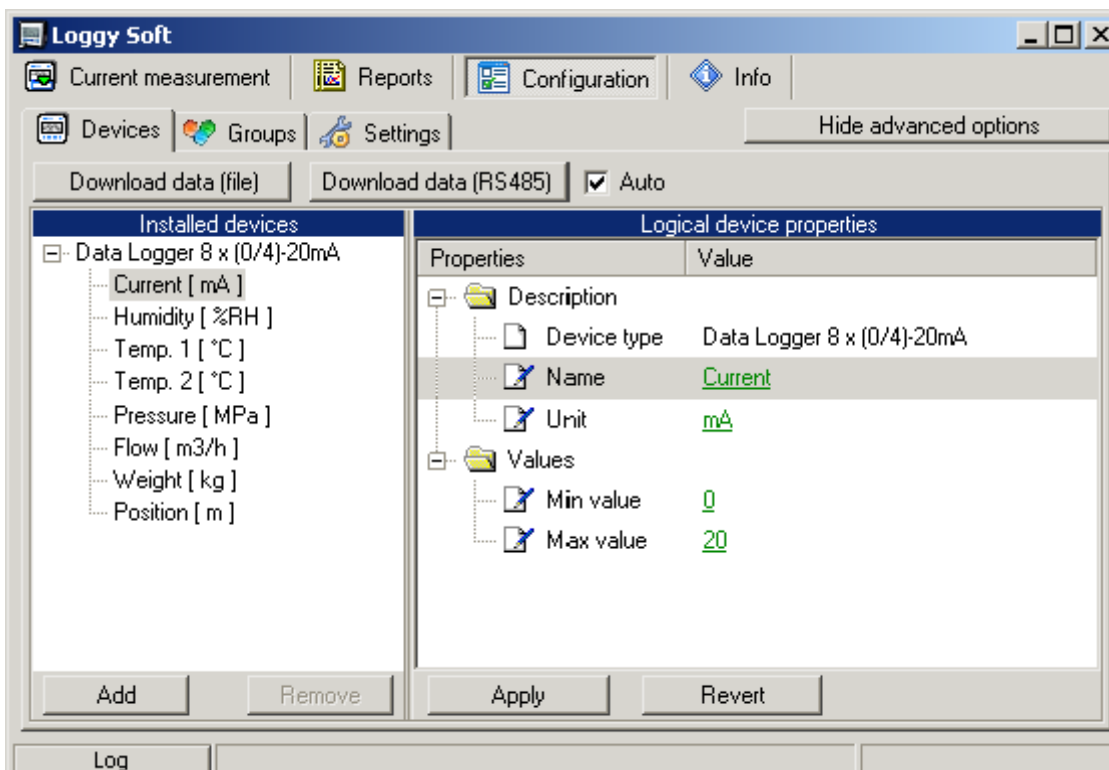 Loggy Soft
Current measurement Reports Configuration Info
Devices Groups Settings Hide advanced options
Download data (file) Download data (RS485) Auto
Installed devices Logical device properties
Data Logger 8 x (0/4)-20mA
Current [ mA ]
Humidity [ %RH ]
Temp. 1 [ °C ]
Temp. 2 [ °C ]
Pressure [ MPa ]
Flow [ m3/h ]
Weight [ kg ]
Position [ m ]
Properties Value
Description
Device type Data Logger 8 x (0/4)-20mA
Name Current
Unit mA
Values
Min value 0
Max value 20
Add Remove Apply Revert
Log